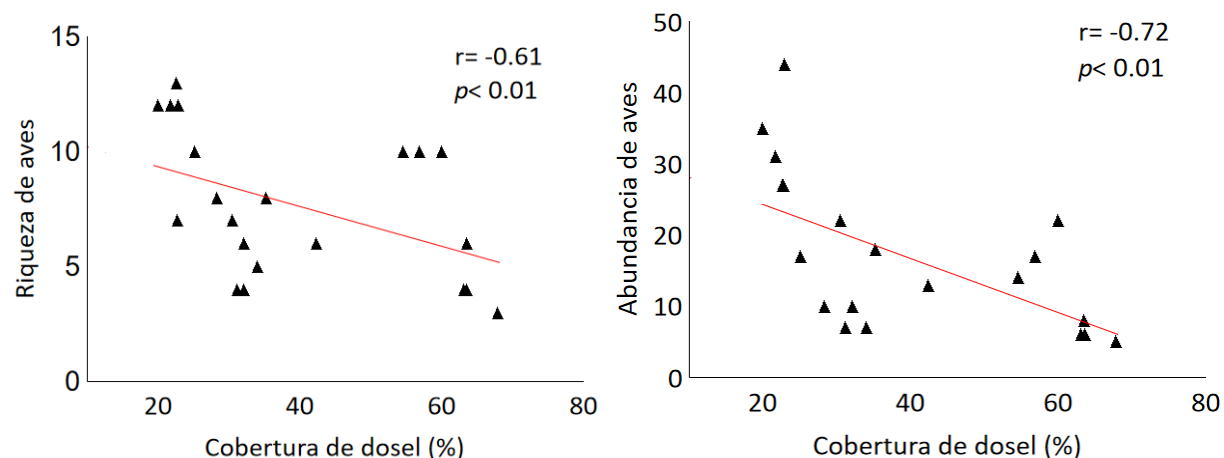 15
10
5
0
20
40
60
80
Riqueza de aves
Cobertura de dosel (%)
r= -0.61
p< 0.01
50
40
30
20
10
0
20
40
60
80
Abundancia de aves
Cobertura de dosel (%)
r= -0.72
p< 0.01